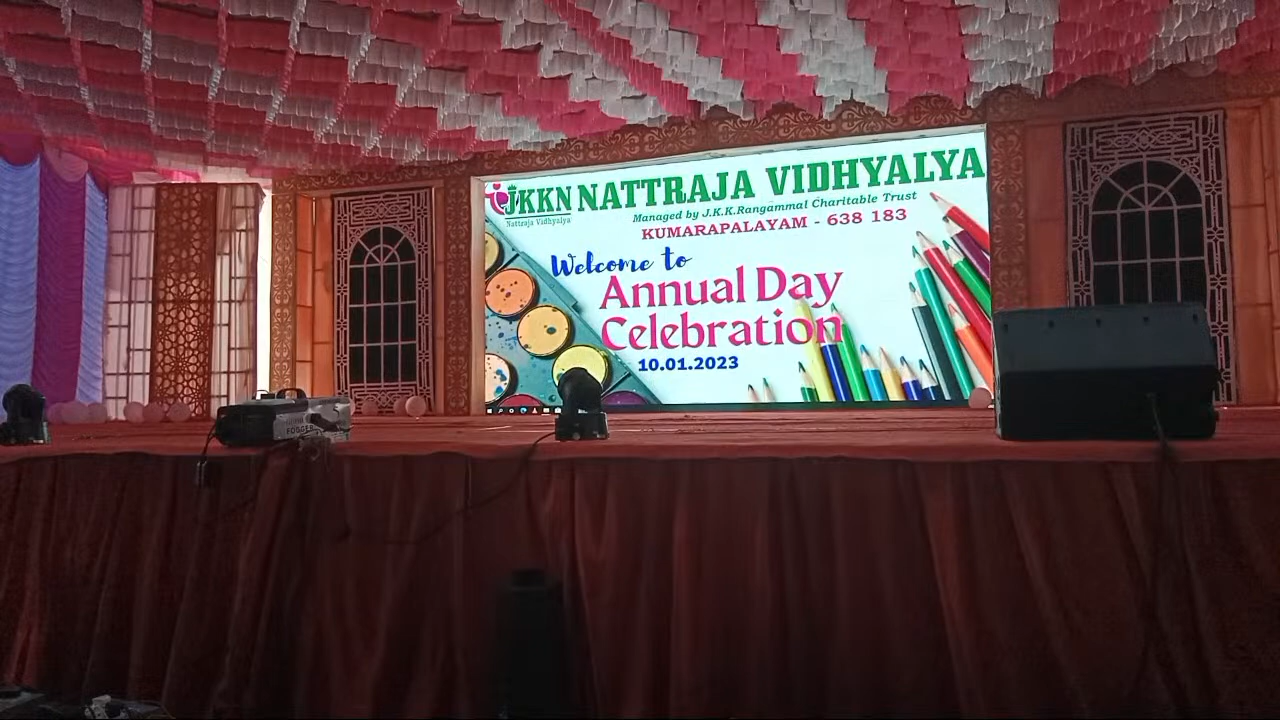 JKKN NATTRAJA VIDHYALYA
Nattraja Vidhyalya
Managed by J.K.K.Rangammal Charitable Trust
KUMARAPALAYAM - 638 183
Welcome to
Annual Day
Celebration
10.01.2023
FOGGER